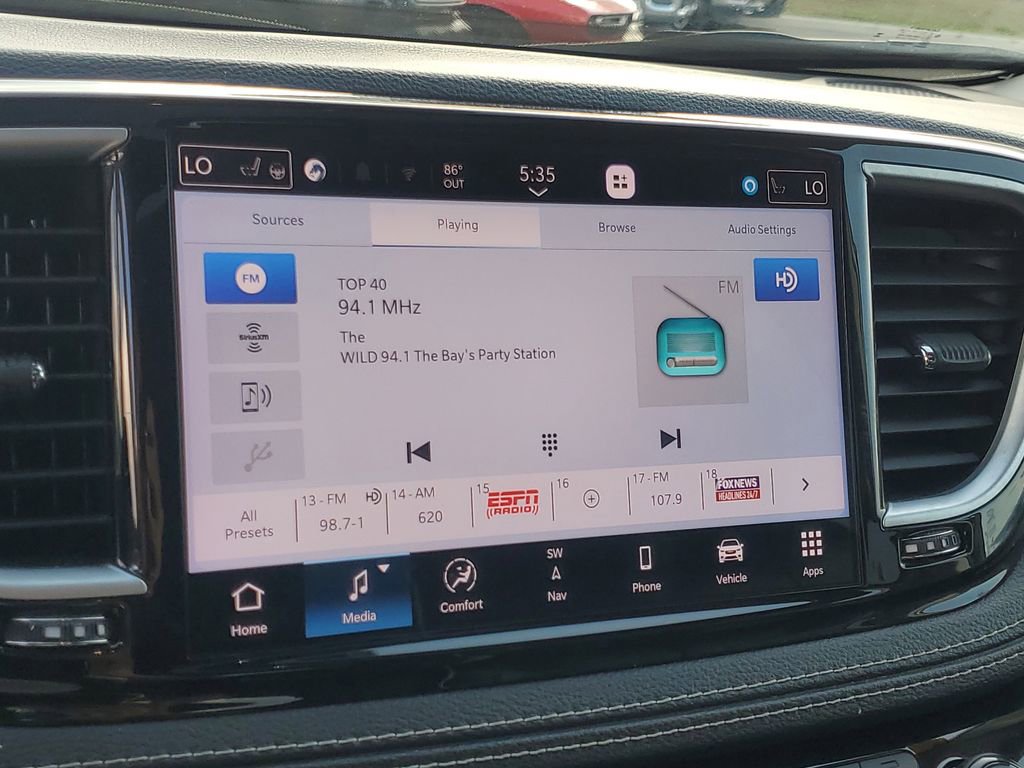 LO
86°
OUT
5:35
LO
Sources
Playing
Browse
Audio Settings
FM
TOP 40
94.1 MHz
The
WILD 94.1 The Bay's Party Station
FM
HD
SiriusXM
All
Presets
13 - FM HD
98.7-1
14 - AM
620
15
ESPN
RADIO
16
17 - FM
107.9
18
FOX NEWS
HEADLINES 24/7
Home
Media
Comfort
SW
Nav
Phone
Vehicle
Apps